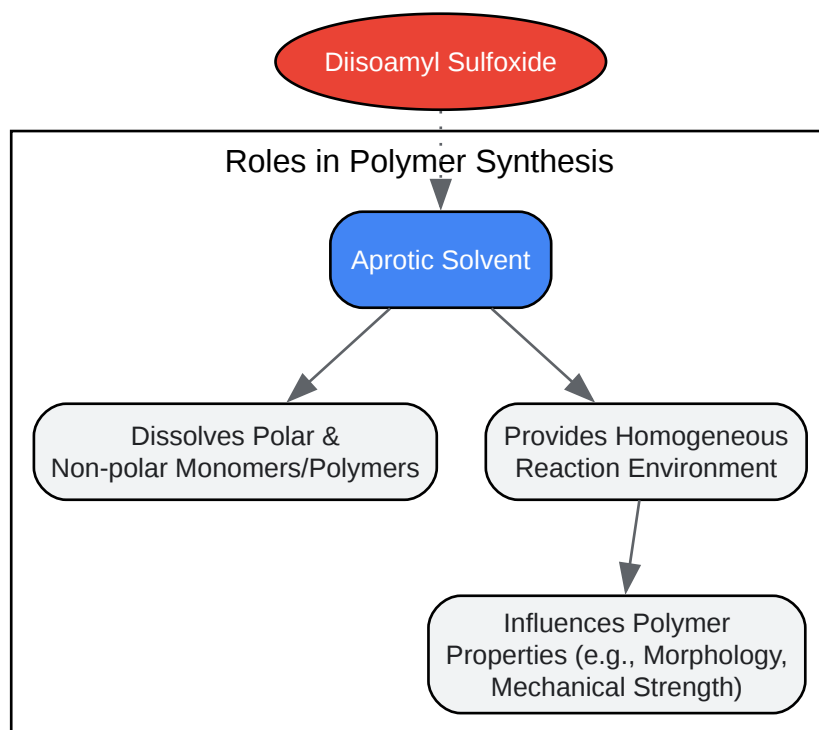 Diisoamyl Sulfoxide
Roles in Polymer Synthesis
Aprotic Solvent
Dissolves Polar &
Non-polar Monomers/Polymers
Provides Homogeneous
Reaction Environment
Influences Polymer
Properties (e.g., Morphology,
Mechanical Strength)